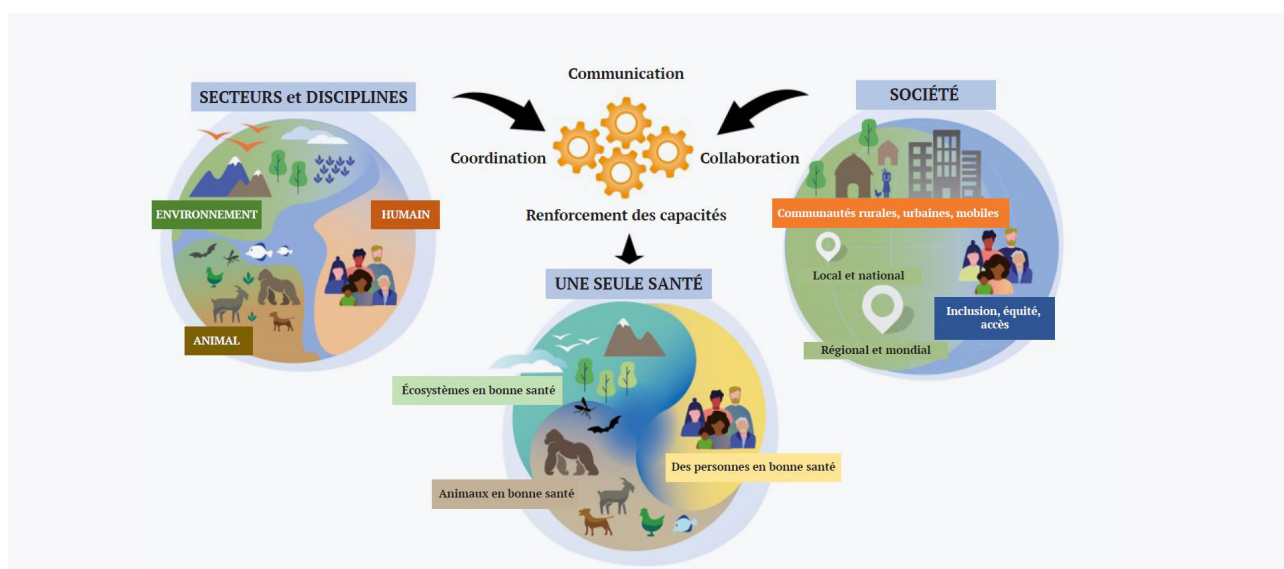 Communication
SECTEURS et DISCIPLINES
SOCIÉTÉ
Coordination
Collaboration
Renforcement des capacités
ENVIRONNEMENT
HUMAIN
ANIMAL
Communautés rurales, urbaines, mobiles
Local et national
Inclusion, équité,
accès
Régional et mondial
UNE SEULE SANTÉ
Écosystèmes en bonne santé
Des personnes en bonne santé
Animaux en bonne santé